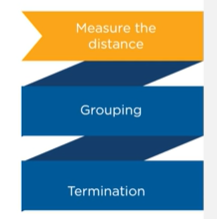 Measure the
distance
Grouping
Termination